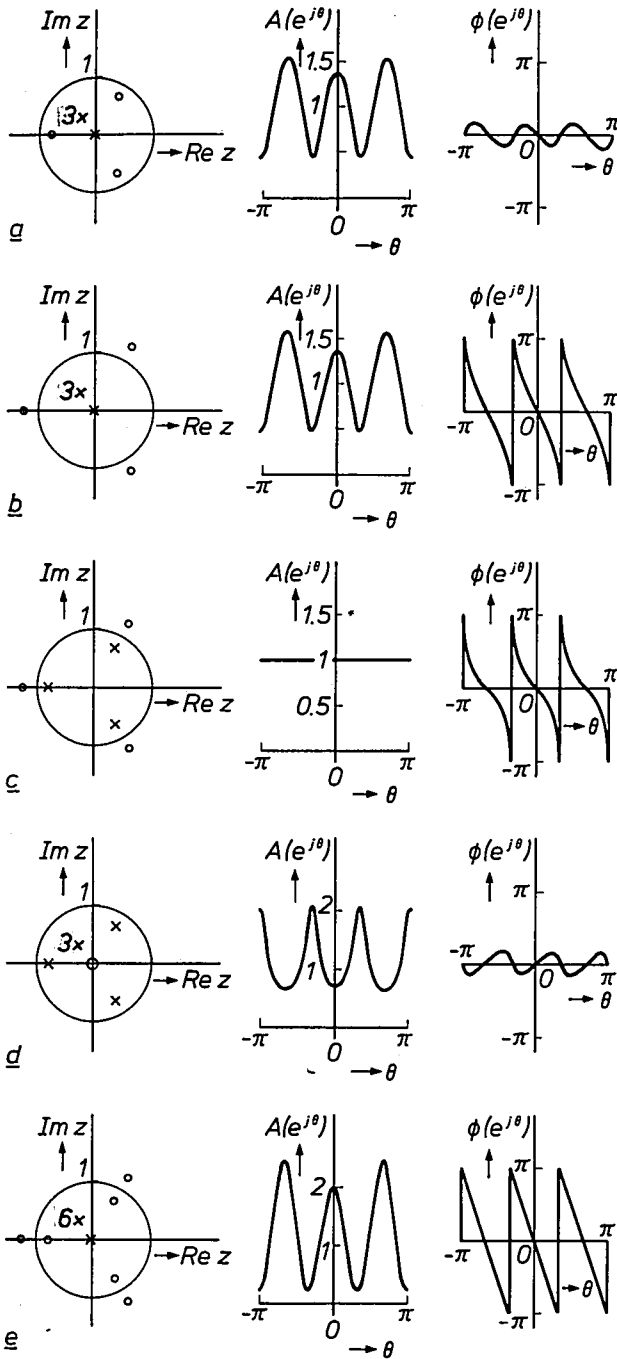 Im z
A(e^{jθ})
ϕ(e^{jθ})
1
1.5
π
3x
1
π
Re z
-π
0
θ
-π
0
π
-π
θ
a
Im z
A(e^{jθ})
ϕ(e^{jθ})
1
1.5
π
3x
1
π
Re z
0
θ
-π
0
π
-π
θ
b
Im z
A(e^{jθ})
ϕ(e^{jθ})
1
1.5
π
1
π
Re z
0.5
0
θ
-π
0
π
-π
θ
c
Im z
A(e^{jθ})
ϕ(e^{jθ})
1
2
π
3x
1
-π
0
π
Re z
θ
-π
0
π
-π
θ
d
Im z
A(e^{jθ})
ϕ(e^{jθ})
1
2
π
6x
1
-π
0
π
Re z
θ
-π
0
π
-π
θ
e